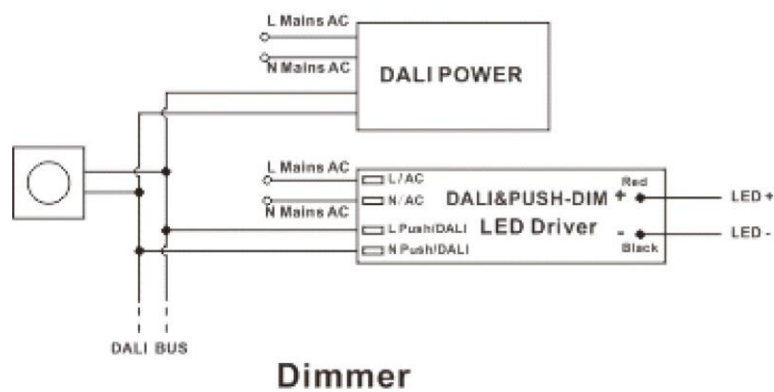 L Mains AC
N Mains AC
DALI POWER
L Mains AC
N Mains AC
L/AC
N/AC
L Push/DALI
N Push/DALI
DALI&PUSH-DIM
LED Driver
Red
+
-
Black
LED +
LED -
DALI BUS
Dimmer